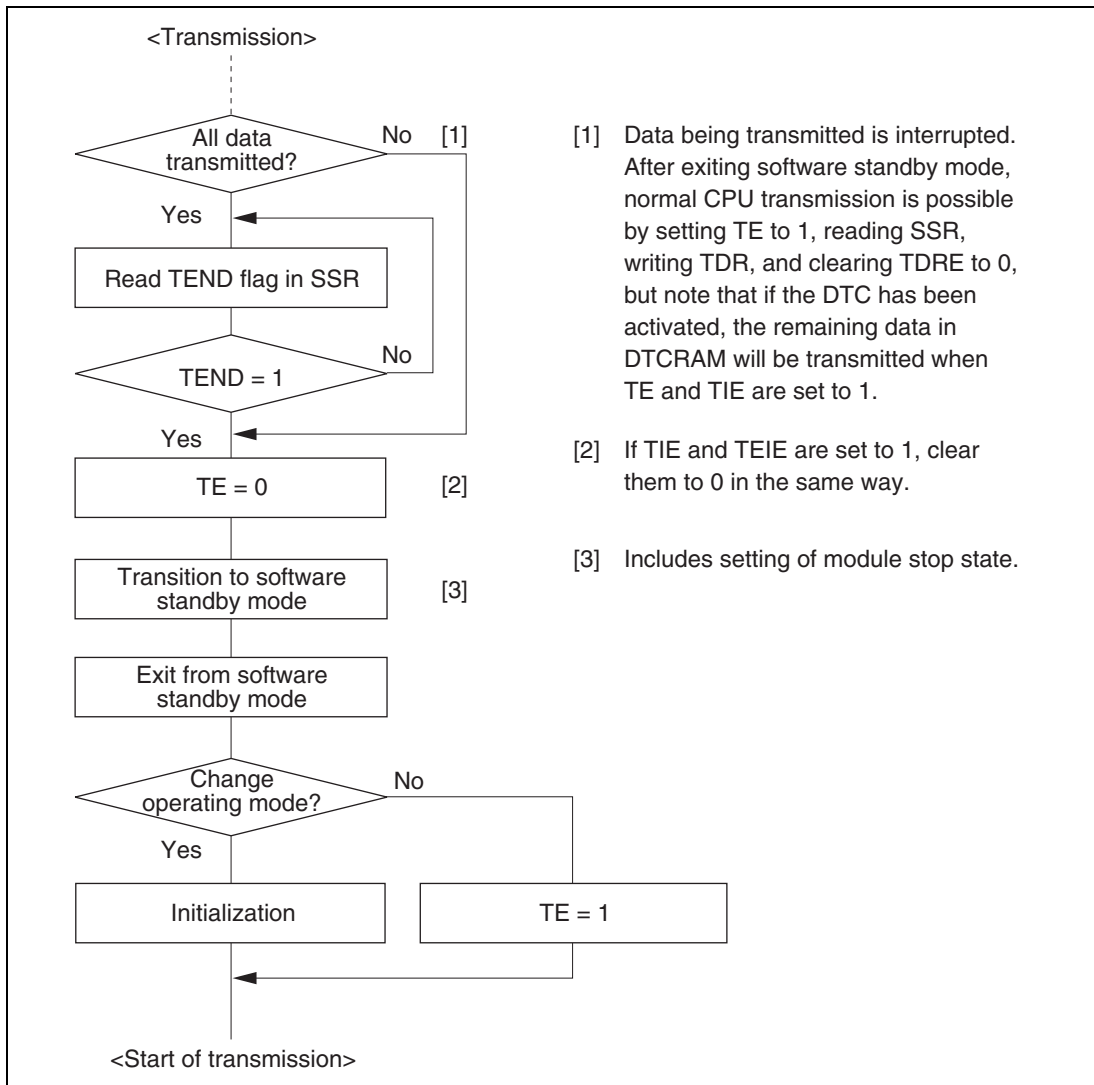 <Transmission>
All data
transmitted?
No [1]
Yes
Read TEND flag in SSR
TEND = 1
No
Yes
TE = 0
[2]
Transition to software
standby mode
[3]
Exit from software
standby mode
Change
operating mode?
No
Yes
Initialization
TE = 1
<Start of transmission>
[1] Data being transmitted is interrupted.
After exiting software standby mode,
normal CPU transmission is possible
by setting TE to 1, reading SSR,
writing TDR, and clearing TDRE to 0,
but note that if the DTC has been
activated, the remaining data in
DTCRAM will be transmitted when
TE and TIE are set to 1.
[2] If TIE and TEIE are set to 1, clear
them to 0 in the same way.
[3] Includes setting of module stop state.